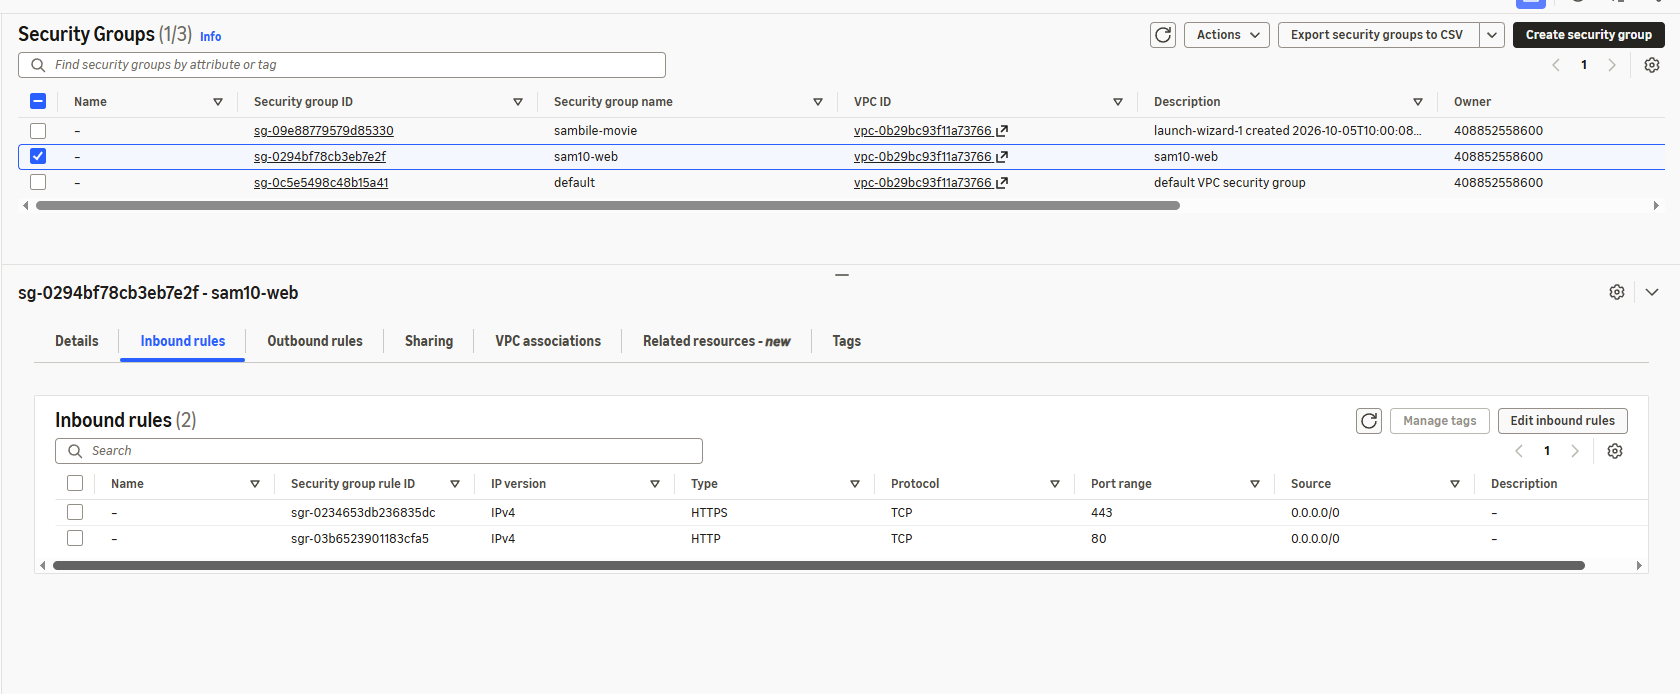 Security Groups (1/3) Info
Actions
Export security groups to CSV
Create security group
Find security groups by attribute or tag
1
Name Security group ID Security group name VPC ID Description Owner
– sg-09e88779579d85330 sambile-movie vpc-0b29bc93f11a73766 launch-wizard-1 created 2026-10-05T10:00:08... 408852558600
– sg-0294bf78cb3eb7e2f sam10-web vpc-0b29bc93f11a73766 sam10-web 408852558600
– sg-0c5e5498c48b15a41 default vpc-0b29bc93f11a73766 default VPC security group 408852558600
sg-0294bf78cb3eb7e2f - sam10-web
Details Inbound rules Outbound rules Sharing VPC associations Related resources - new Tags
Inbound rules (2)
Manage tags
Edit inbound rules
Search
1
Name Security group rule ID IP version Type Protocol Port range Source Description
– sgr-0234653db236835dc IPv4 HTTPS TCP 443 0.0.0.0/0 –
– sgr-03b6523901183cfa5 IPv4 HTTP TCP 80 0.0.0.0/0 –